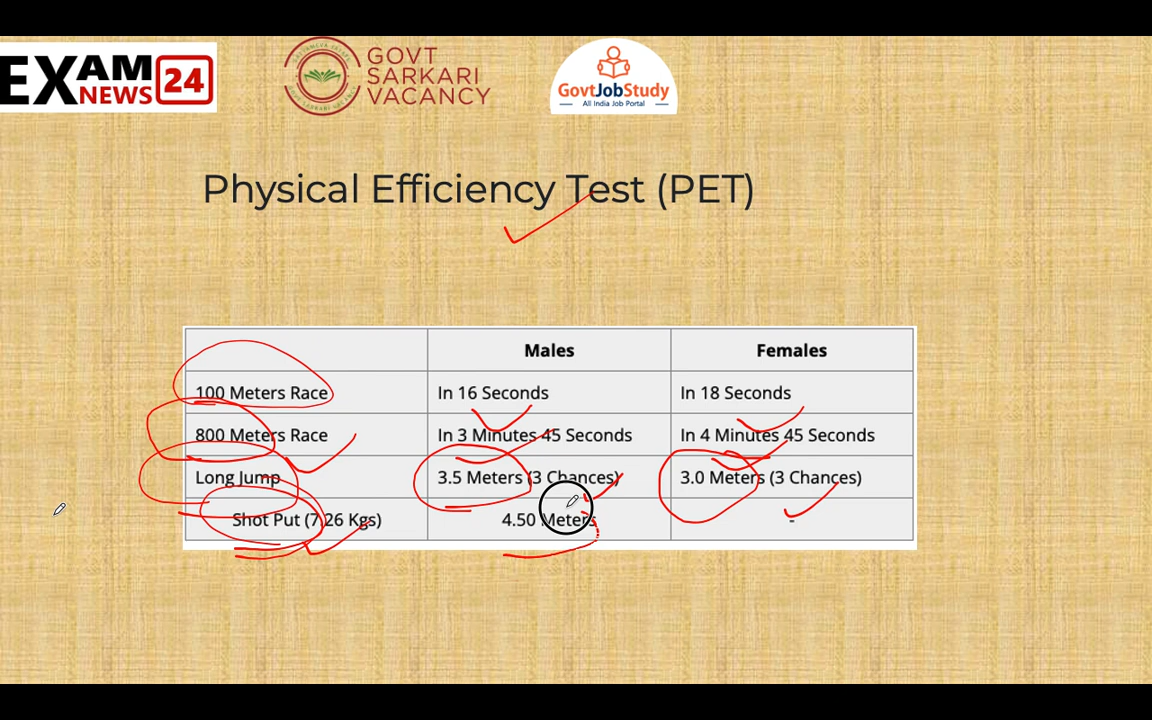 EXAM
NEWS 24
GOVT
SARKARI
VACANCY
GovtJobStudy
All India Job Portal
Physical Efficiency Test (PET)
Males Females
100 Meters Race In 16 Seconds In 18 Seconds
800 Meters Race In 3 Minutes 45 Seconds In 4 Minutes 45 Seconds
Long Jump 3.5 Meters (3 Chances) 3.0 Meters (3 Chances)
Shot Put (7.26 Kgs) 4.50 Meters -